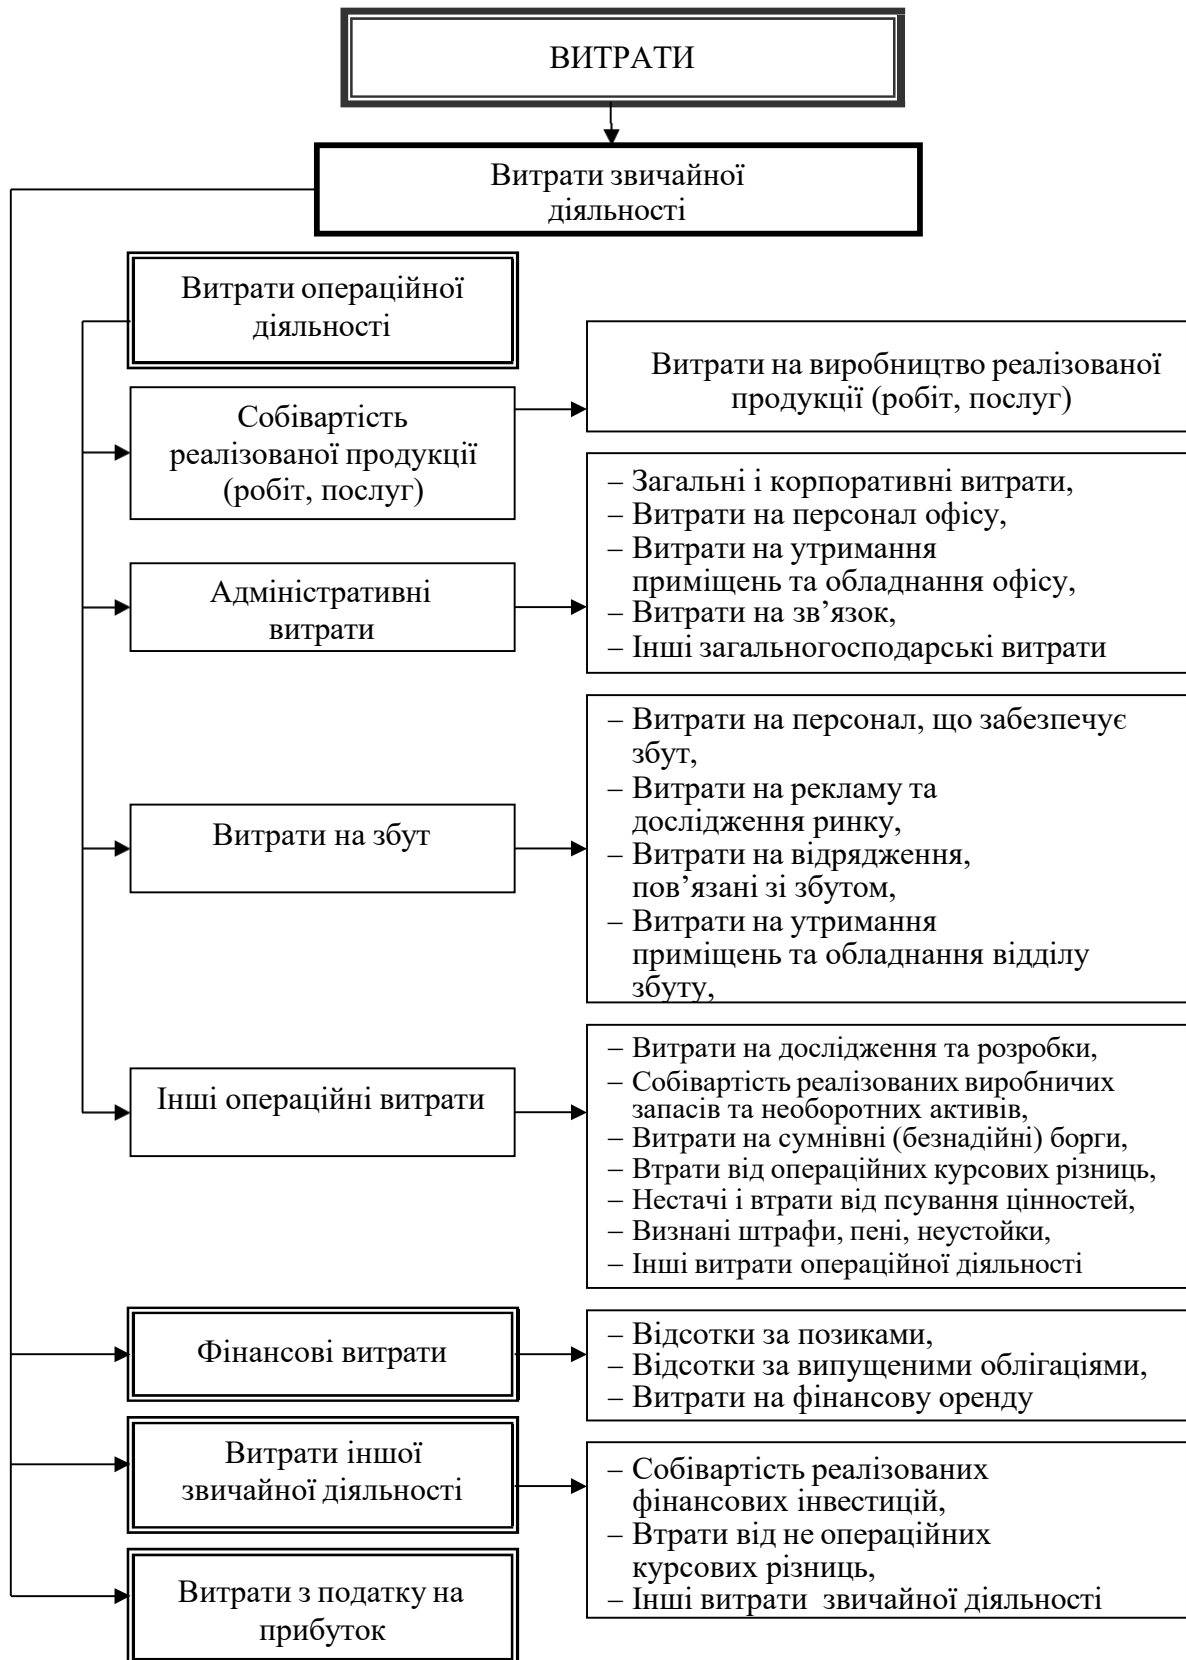 ВИТРАТИ
Витрати звичайної
діяльності
Витрати операційної
діяльності
Витрати на виробництво реалізованої
продукції (робіт, послуг)
Собівартість
реалізованої продукції
(робіт, послуг)
– Загальні і корпоративні витрати,
– Витрати на персонал офісу,
– Витрати на утримання
приміщень та обладнання офісу,
– Витрати на зв’язок,
– Інші загальногосподарські витрати
Адміністративні
витрати
– Витрати на персонал, що забезпечує
збут,
– Витрати на рекламу та
дослідження ринку,
– Витрати на відрядження,
пов’язані зі збутом,
– Витрати на утримання
приміщень та обладнання відділу
збуту,
Витрати на збут
– Витрати на дослідження та розробки,
– Собівартість реалізованих виробничих
запасів та необоротних активів,
– Витрати на сумнівні (безнадійні) борги,
– Втрати від операційних курсових різниць,
– Нестачі і втрати від псування цінностей,
– Визнані штрафи, пені, неустойки,
– Інші витрати операційної діяльності
Інші операційні витрати
Фінансові витрати
– Відсотки за позиками,
– Відсотки за випущеними облігаціями,
– Витрати на фінансову оренду
Витрати іншої
звичайної діяльності
– Собівартість реалізованих
фінансових інвестицій,
– Втрати від не операційних
курсових різниць,
– Інші витрати  звичайної діяльності
Витрати з податку на
прибуток